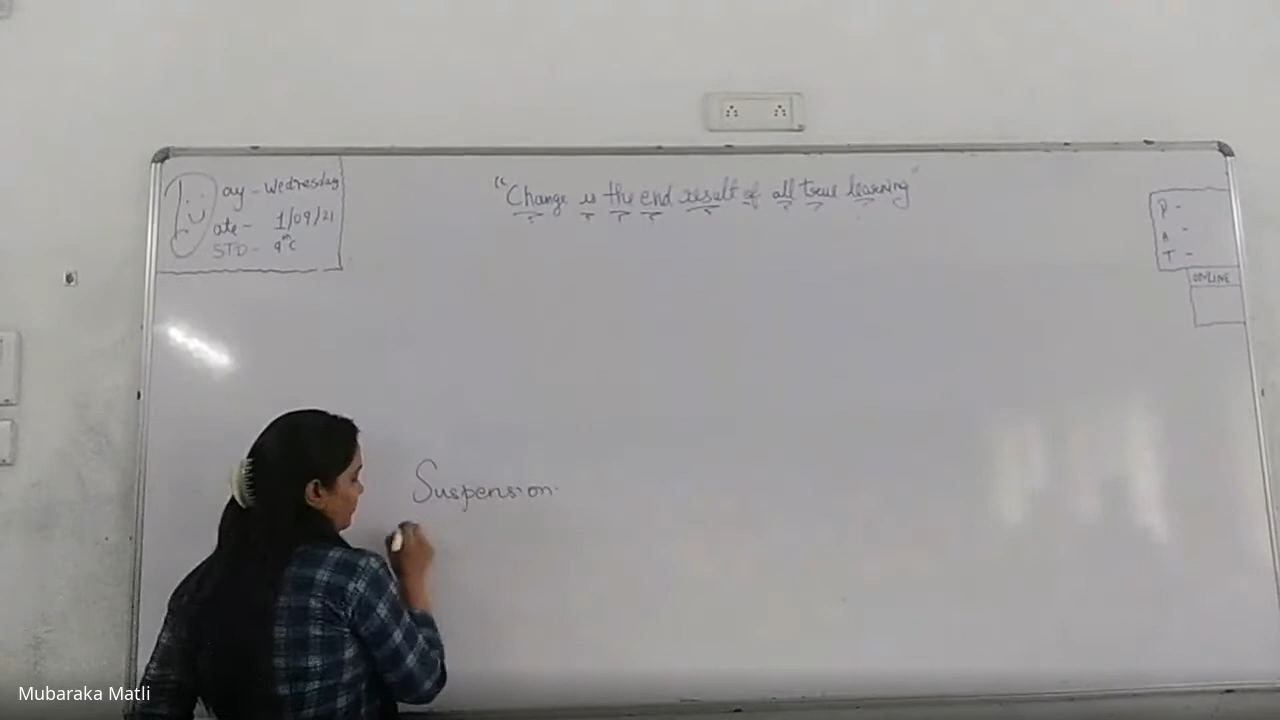 Day - Wednesday
Date - 1/09/21
STD - 9th C
"Change is the end result of all true learning"
P -
A -
T -
ONLINE
Suspension
Mubaraka Matli